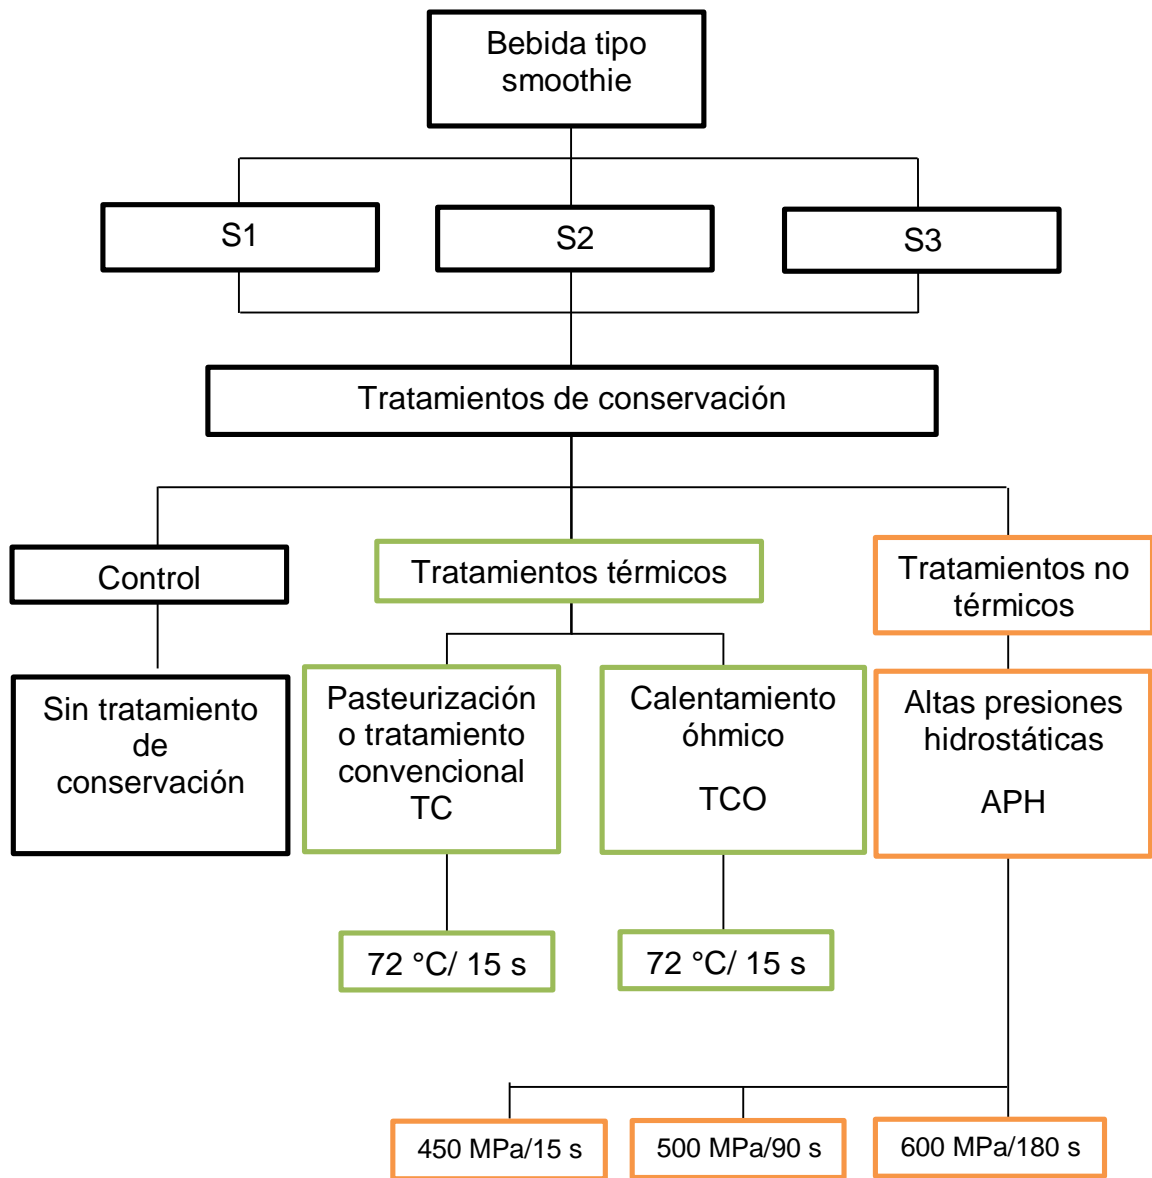 Bebida tipo
smoothie
S1
S2
S3
Tratamientos de conservación
Control
Tratamientos térmicos
Tratamientos no
térmicos
Sin tratamiento
de
conservación
Pasteurización
o tratamiento
convencional
TC
Calentamiento
óhmico
TCO
Altas presiones
hidrostáticas
APH
72 °C/ 15 s
72 °C/ 15 s
450 MPa/15 s
500 MPa/90 s
600 MPa/180 s